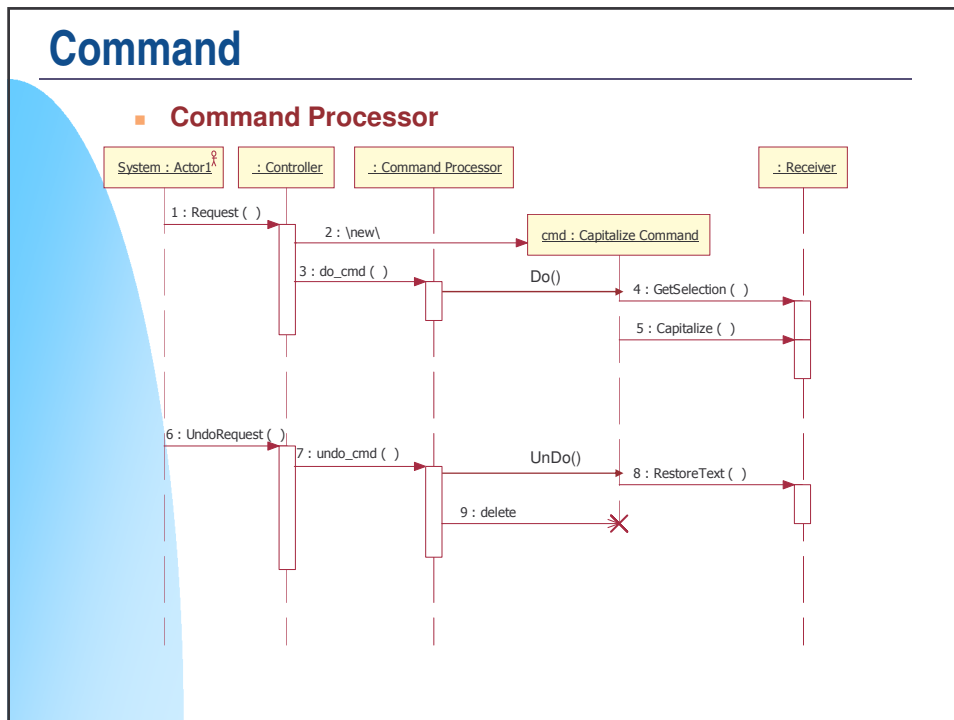 Command
Command Processor
System : Actor1
: Controller
: Command Processor
: Receiver
1 : Request ( )
2 : \new\
cmd : Capitalize Command
3 : do_cmd ( )
Do()
4 : GetSelection ( )
5 : Capitalize ( )
6 : UndoRequest ( )
7 : undo_cmd ( )
UnDo()
8 : RestoreText ( )
9 : delete